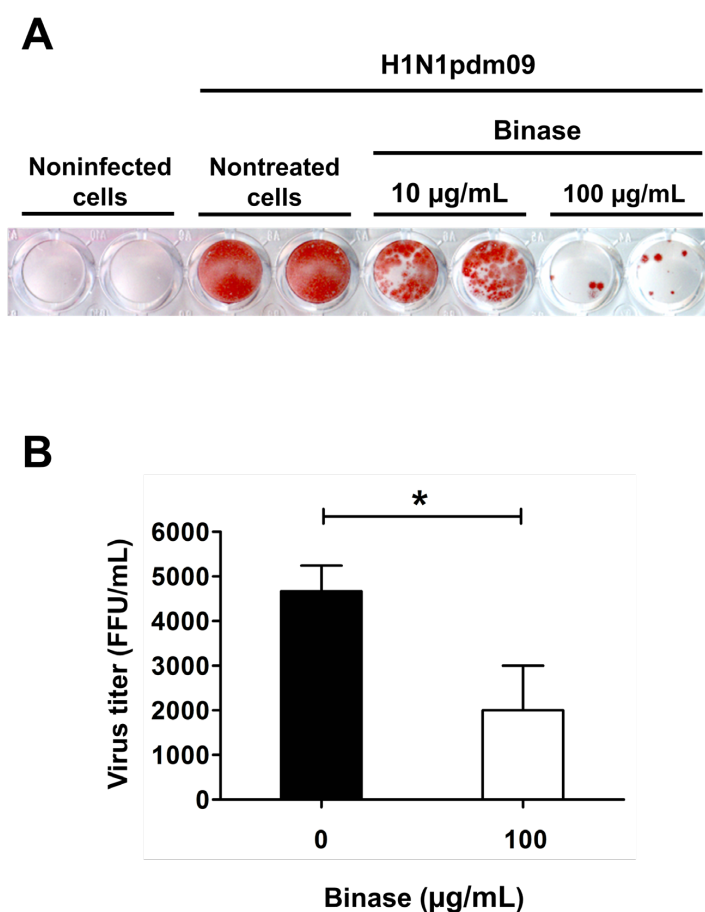 A
H1N1pdm09
Binase
Noninfected
cells
Nontreated
cells
10 µg/mL
100 µg/mL
B
*
6000
5000
4000
3000
2000
1000
0
Virus titer (FFU/mL)
0
100
Binase (µg/mL)